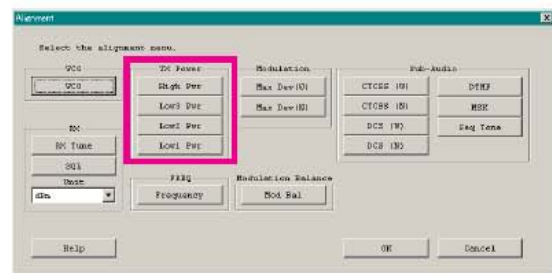 Alignment
Select the alignment menu.
VCO
VCO
TX Power
High Pwr
Low3 Pwr
Low2 Pwr
Low1 Pwr
Modulation
Max Dev(W)
Max Dev(N)
Sub-Audio
CTCSS (W)
CTCSS (N)
DCS (W)
DCS (N)
DTMF
MSK
Seq Tone
RX
RX Tune
SQL
Unit
dBm
FREQ
Frequency
Modulation Balance
Mod Bal
Help
OK
Cancel